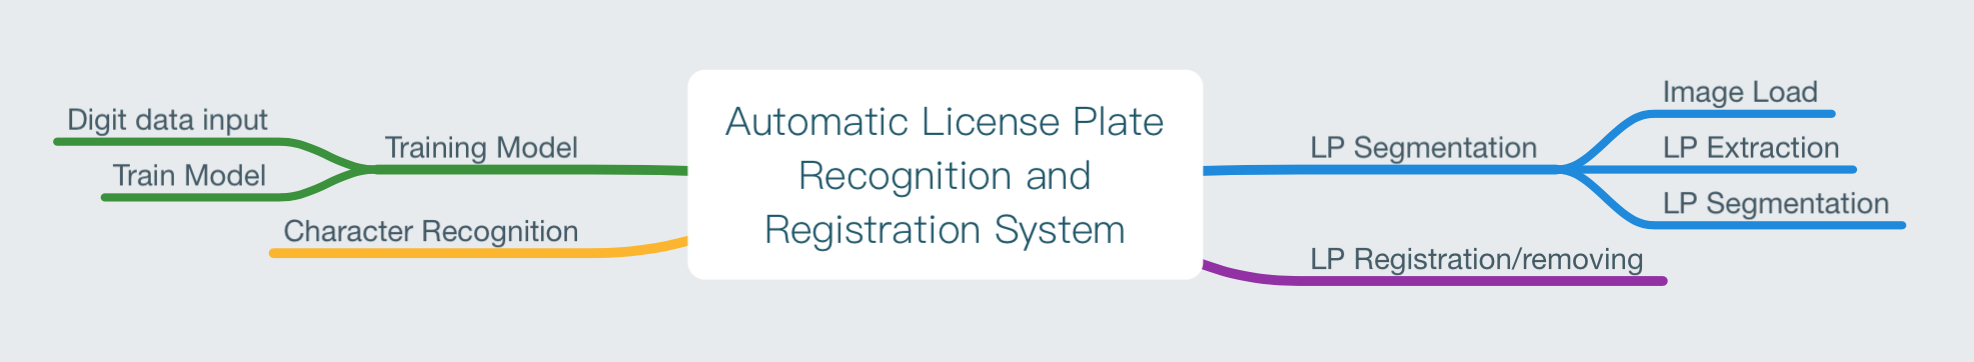 Automatic License Plate
Recognition and
Registration System
Training Model
Digit data input
Train Model
Character Recognition
LP Segmentation
Image Load
LP Extraction
LP Segmentation
LP Registration/removing